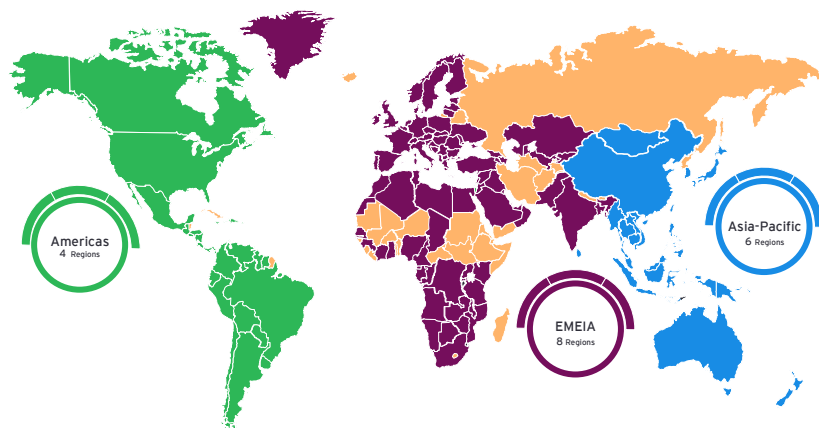 Americas
4 Regions
Asia-Pacific
6 Regions
EMEIA
8 Regions